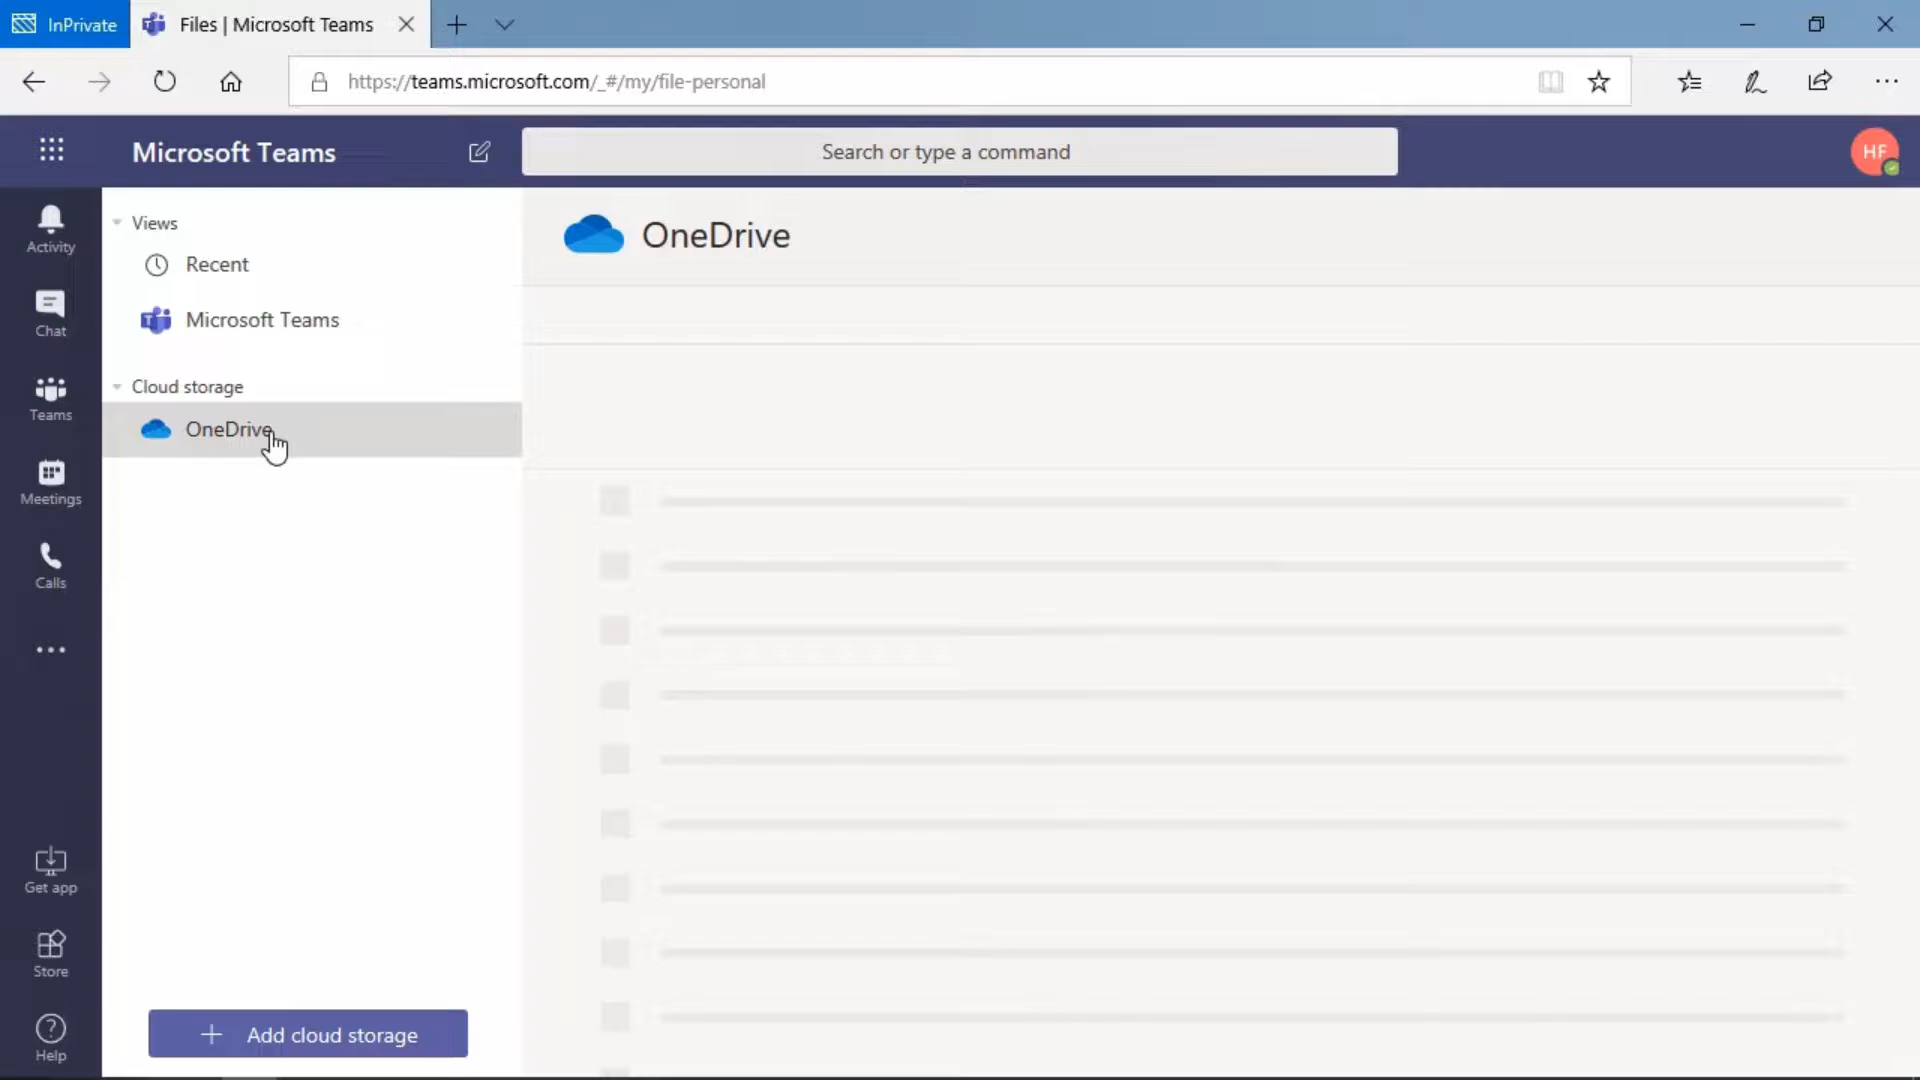 InPrivate
Files | Microsoft Teams
https://teams.microsoft.com/_#/my/file-personal
Microsoft Teams
Search or type a command
HF
Activity
Chat
Teams
Meetings
Calls
Get app
Store
Help
Views
Recent
Microsoft Teams
Cloud storage
OneDrive
Add cloud storage
OneDrive